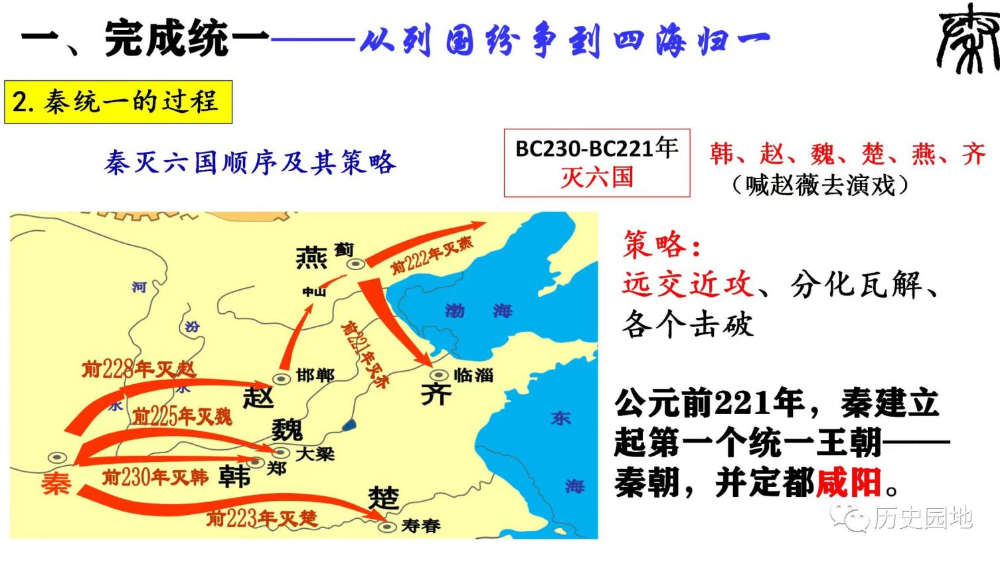 一、完成统一——从列国纷争到四海归一
秦
2.秦统一的过程
秦灭六国顺序及其策略
BC230-BC221年
灭六国
韩、赵、魏、楚、燕、齐
（喊赵薇去演戏）
策略：
远交近攻、分化瓦解、
各个击破
公元前221年，秦建立
起第一个统一王朝——
秦朝，并定都咸阳。
燕
蓟
前222年灭燕
中山
河
渤海
汾
前221年灭齐
前228年灭赵
水
水
邯郸
赵
临淄
齐
前225年灭魏
魏
大梁
东
秦
前230年灭韩
韩
郑
海
楚
前223年灭楚
寿春
历史园地